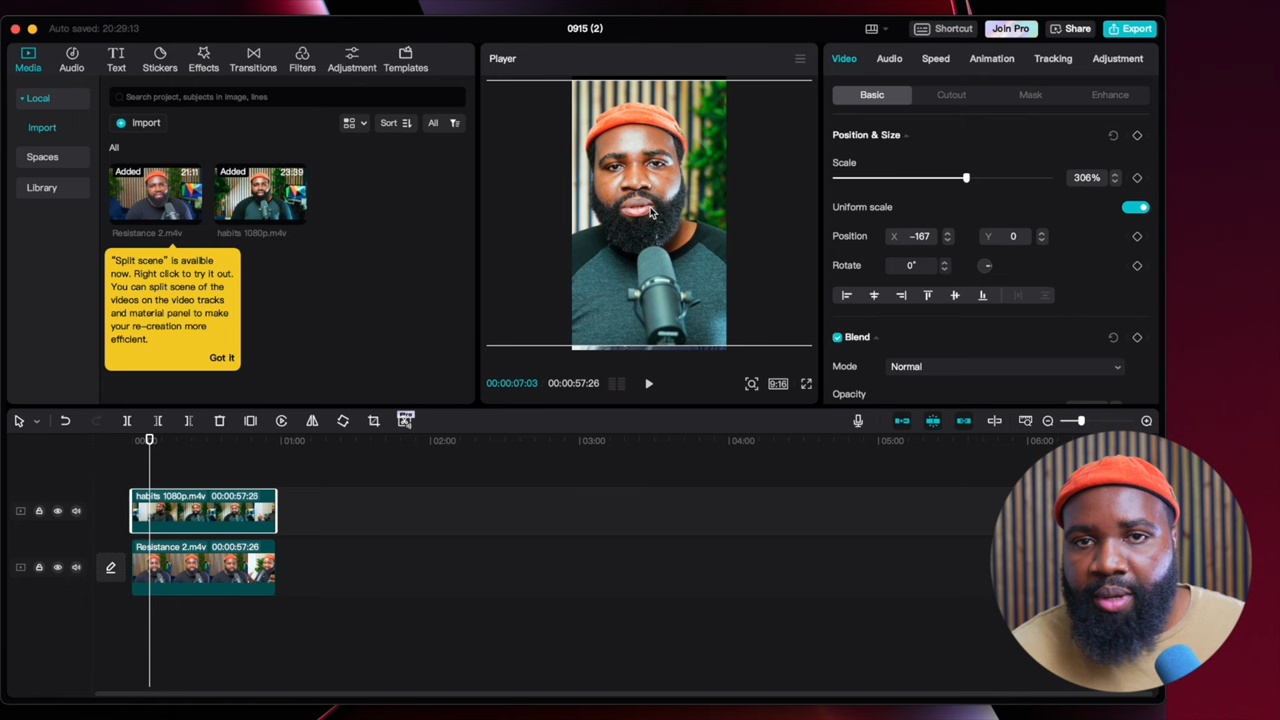 Auto saved: 20:29:13
0915 (2)
Shortcut
Join Pro
Share
Export
Media
Audio
Text
Stickers
Effects
Transitions
Filters
Adjustment
Templates
Local
Import
Spaces
Library
Search project, subjects in image, lines
Import
Sort
All
All
Added
21:11
Resistance 2.m4v
Added
23:39
habits 1080p.m4v
"Split scene" is availble
now. Right click to try it out.
You can split scene of the
videos on the video tracks
and material panel to make
your re-creation more
efficient.
Got it
Player
00:00:07:03
00:00:57:26
9:16
Video
Audio
Speed
Animation
Tracking
Adjustment
Basic
Cutout
Mask
Enhance
Position & Size
Scale
306%
Uniform scale
Position
X -167
Y 0
Rotate
0°
Blend
Mode
Normal
Opacity
Pro
01:00
02:00
03:00
04:00
05:00
06:00
habits 1080p.m4v 00:00:57:26
Resistance 2.m4v 00:00:57:26